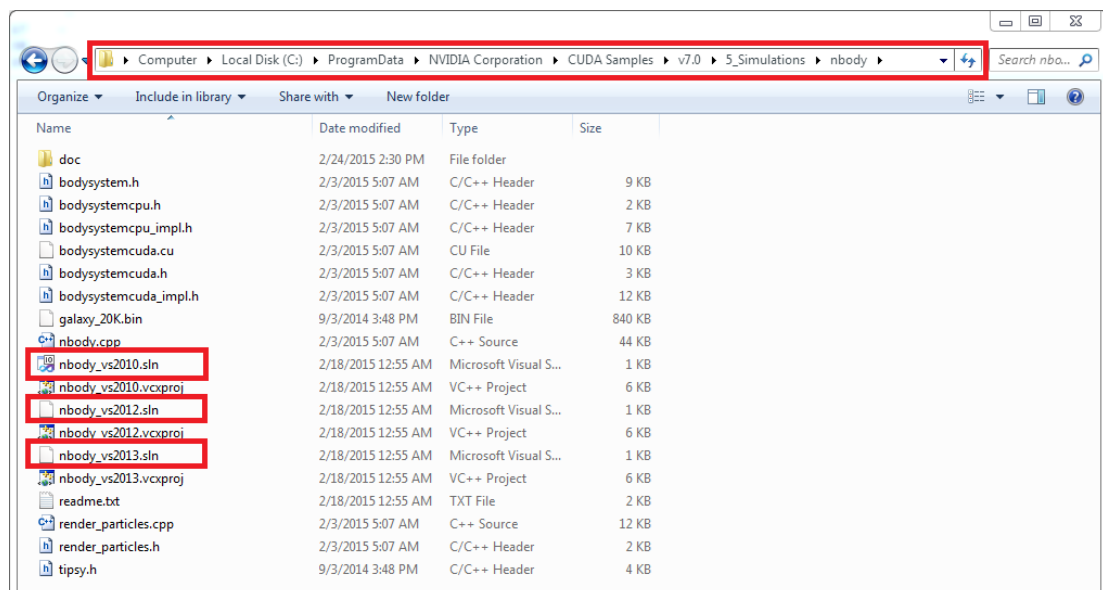 Computer Local Disk (C:) ProgramData NVIDIA Corporation CUDA Samples v7.0 5_Simulations nbody Search nbo...
Organize Include in library Share with New folder
Name Date modified Type Size
doc 2/24/2015 2:30 PM File folder
bodysystem.h 2/3/2015 5:07 AM C/C++ Header 9 KB
bodysystemcpu.h 2/3/2015 5:07 AM C/C++ Header 2 KB
bodysystemcpu_impl.h 2/3/2015 5:07 AM C/C++ Header 7 KB
bodysystemcuda.cu 2/3/2015 5:07 AM CU File 10 KB
bodysystemcuda.h 2/3/2015 5:07 AM C/C++ Header 3 KB
bodysystemcuda_impl.h 2/3/2015 5:07 AM C/C++ Header 12 KB
galaxy_20K.bin 9/3/2014 3:48 PM BIN File 840 KB
nbody.cpp 2/3/2015 5:07 AM C++ Source 44 KB
nbody_vs2010.sln 2/18/2015 12:55 AM Microsoft Visual S... 1 KB
nbody_vs2010.vcxproj 2/18/2015 12:55 AM VC++ Project 6 KB
nbody_vs2012.sln 2/18/2015 12:55 AM Microsoft Visual S... 1 KB
nbody_vs2012.vcxproj 2/18/2015 12:55 AM VC++ Project 6 KB
nbody_vs2013.sln 2/18/2015 12:55 AM Microsoft Visual S... 1 KB
nbody_vs2013.vcxproj 2/18/2015 12:55 AM VC++ Project 6 KB
readme.txt 2/18/2015 12:55 AM TXT File 2 KB
render_particles.cpp 2/3/2015 5:07 AM C++ Source 12 KB
render_particles.h 2/3/2015 5:07 AM C/C++ Header 2 KB
tipsy.h 9/3/2014 3:48 PM C/C++ Header 4 KB